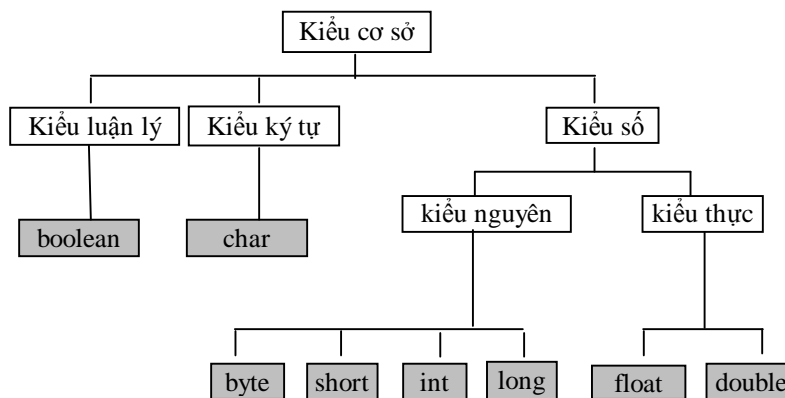 Kiểu cơ sở
Kiểu luận lý
Kiểu ký tự
Kiểu số
kiểu nguyên
kiểu thực
boolean
char
byte
short
int
long
float
double